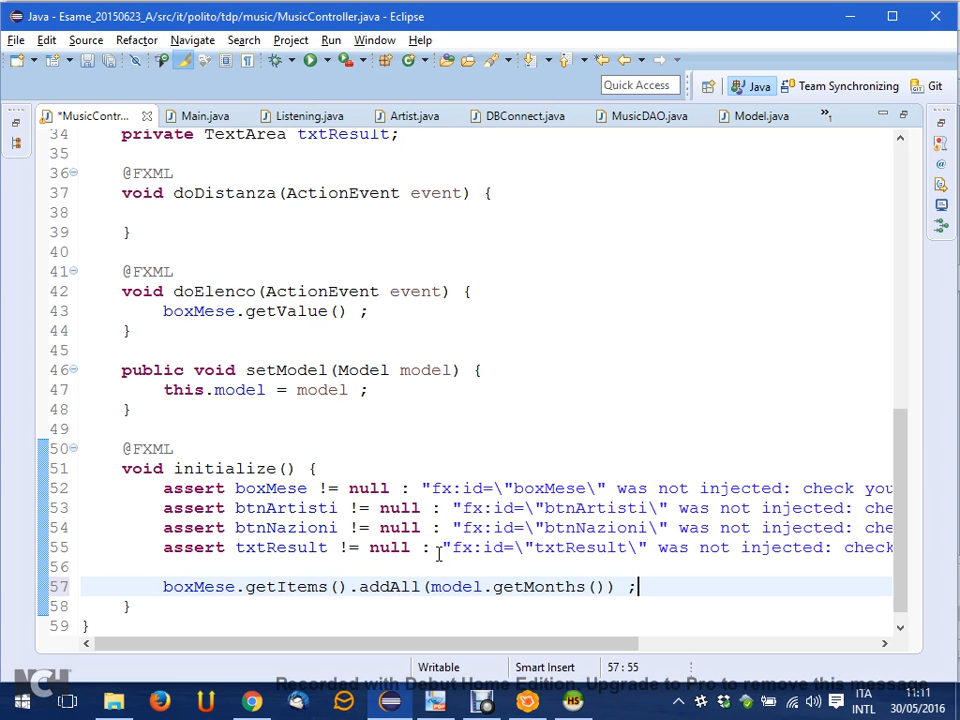 Java - Esame_20150623_A/src/it/polito/tdp/music/MusicController.java - Eclipse
File Edit Source Refactor Navigate Search Project Run Window Help
Quick Access Java Team Synchronizing Git
*MusicContr... Main.java Listening.java Artist.java DBConnect.java MusicDAO.java Model.java »1
34 private TextArea txtResult;
35
36 @FXML
37 void doDistanza(ActionEvent event) {
38
39 }
40
41 @FXML
42 void doElenco(ActionEvent event) {
43 boxMese.getValue() ;
44 }
45
46 public void setModel(Model model) {
47 this.model = model ;
48 }
49
50 @FXML
51 void initialize() {
52 assert boxMese != null : "fx:id=\"boxMese\" was not injected: check you
53 assert btnArtisti != null : "fx:id=\"btnArtisti\" was not injected: che
54 assert btnNazioni != null : "fx:id=\"btnNazioni\" was not injected: che
55 assert txtResult != null : "fx:id=\"txtResult\" was not injected: check
56
57 boxMese.getItems().addAll(model.getMonths()) ;
58 }
59 }
Writable Smart Insert 57 : 55
NCH Recorded with Debut Home Edition. Upgrade to Pro to remove this message
HS ITA 11:11
INTL 30/05/2016